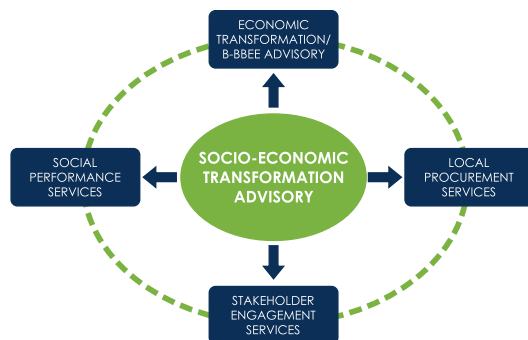 ECONOMIC
TRANSFORMATION/
B-BBEE ADVISORY
SOCIAL
PERFORMANCE
SERVICES
SOCIO-ECONOMIC
TRANSFORMATION
ADVISORY
LOCAL
PROCUREMENT
SERVICES
STAKEHOLDER
ENGAGEMENT
SERVICES